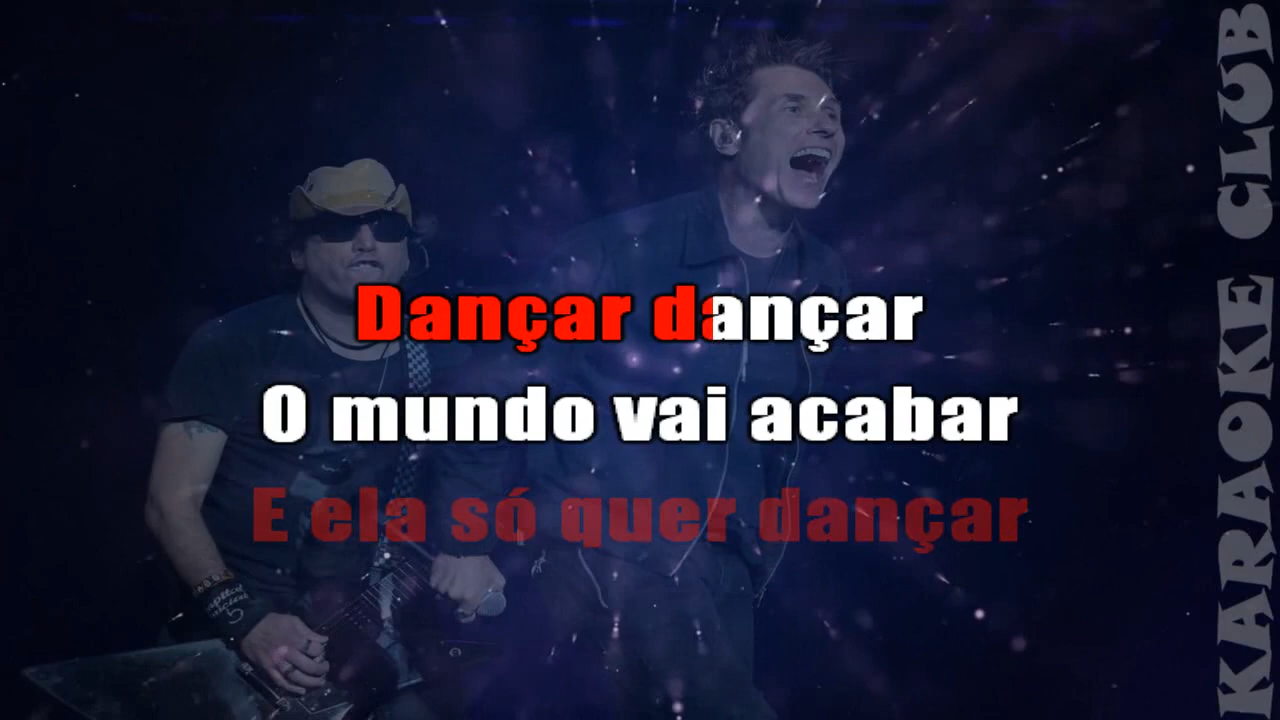 Dançar dançar
O mundo vai acabar
E ela só quer dançar
KARAOKE CLUB